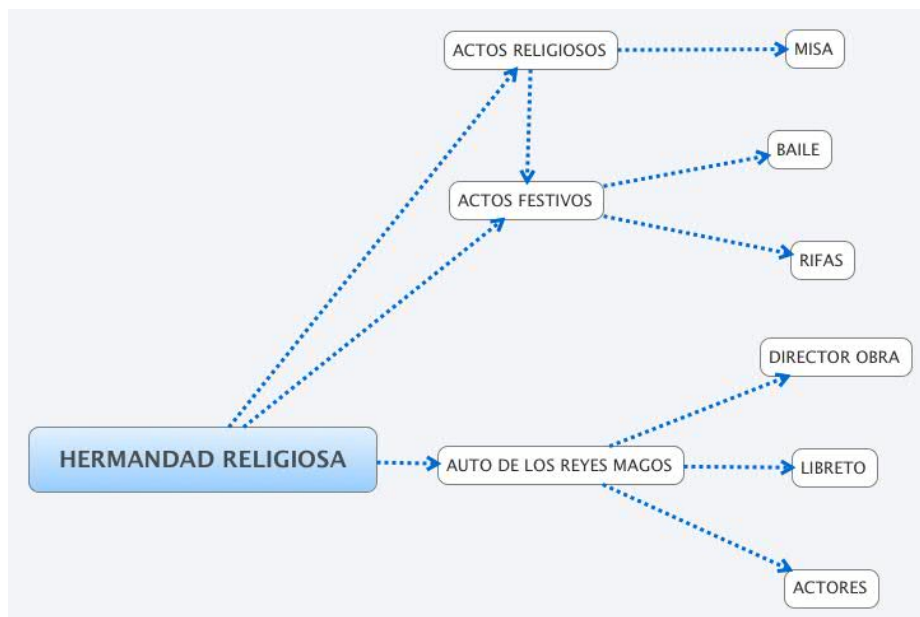 ACTOS RELIGIOSOS
MISA
BAILE
ACTOS FESTIVOS
RIFAS
DIRECTOR OBRA
HERMANDAD RELIGIOSA
AUTO DE LOS REYES MAGOS
LIBRETO
ACTORES